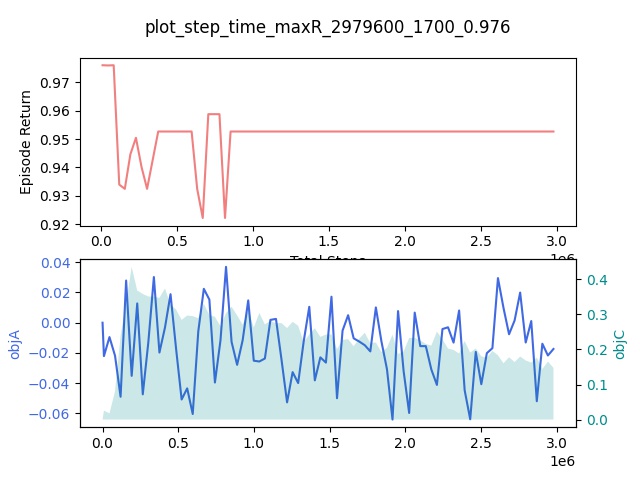 plot_step_time_maxR_2979600_1700_0.976
Episode Return
0.97
0.96
0.95
0.94
0.93
0.92
0.0 0.5 1.0 1.5 2.0 2.5 3.0
Total Steps 1e6
objA
0.04
0.02
0.00
−0.02
−0.04
−0.06
objC
0.4
0.3
0.2
0.1
0.0
0.0 0.5 1.0 1.5 2.0 2.5 3.0
1e6